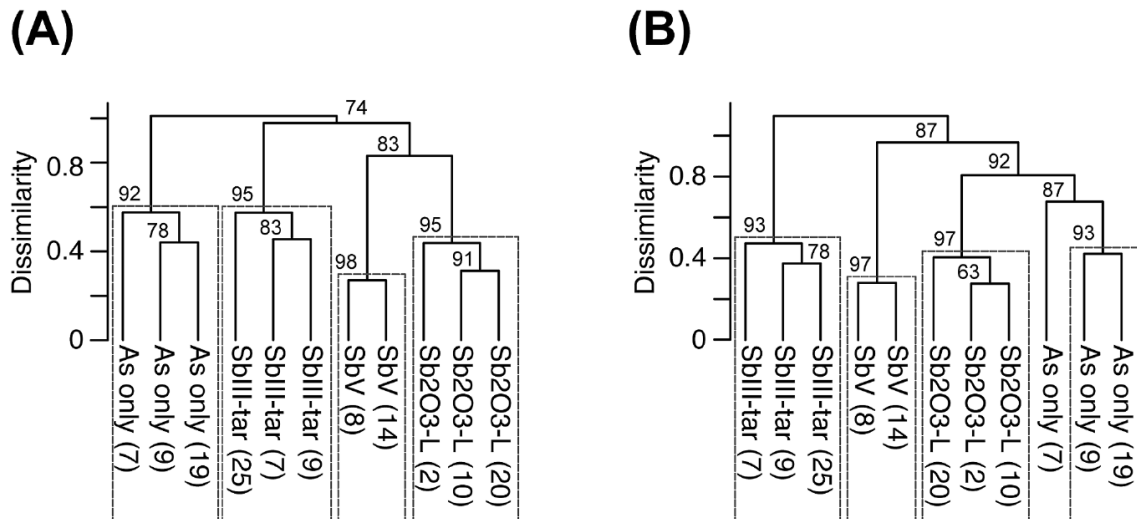 (A)
(B)
Dissimilarity
0.8
0.4
0
74
83
92
78
95
83
98
95
91
As only (7)
As only (9)
As only (19)
SbIII-tar (25)
SbIII-tar (7)
SbIII-tar (9)
SbV (8)
SbV (14)
Sb2O3-L (2)
Sb2O3-L (10)
Sb2O3-L (20)
Dissimilarity
0.8
0.4
0
87
92
87
93
78
97
97
63
93
SbIII-tar (7)
SbIII-tar (9)
SbIII-tar (25)
SbV (8)
SbV (14)
Sb2O3-L (20)
Sb2O3-L (2)
Sb2O3-L (10)
As only (7)
As only (9)
As only (19)